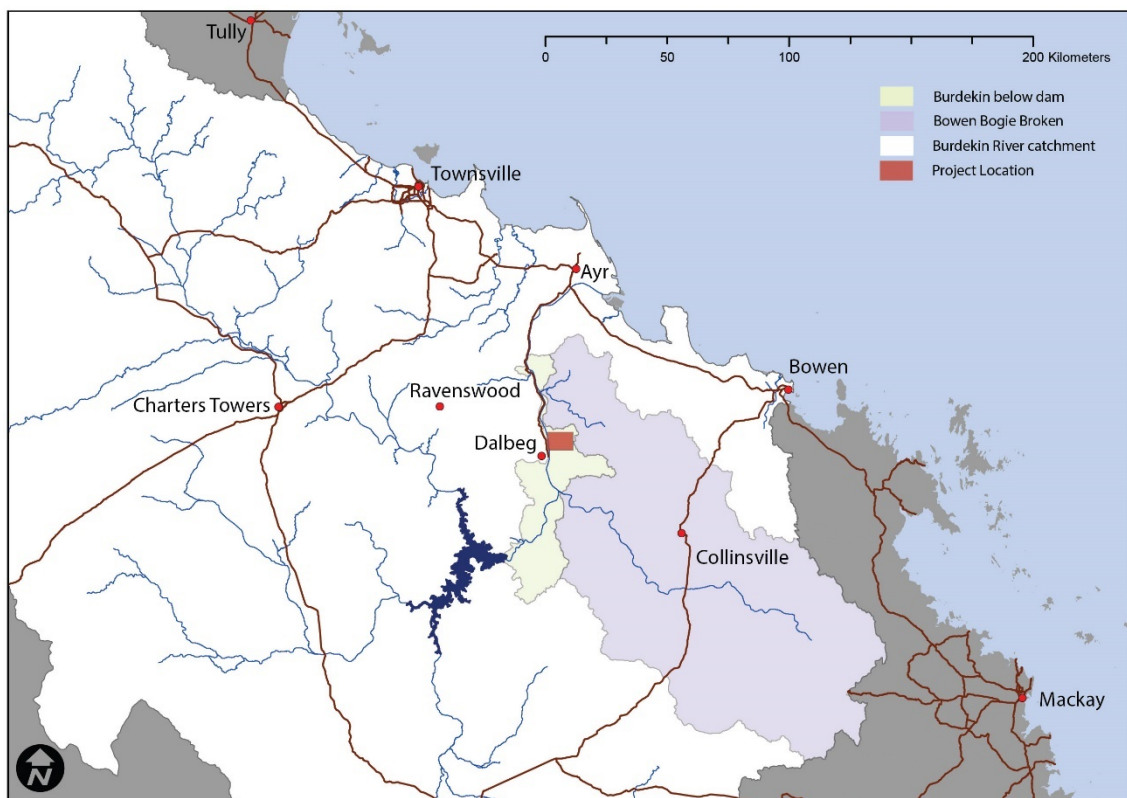 Tully
0 50 100 200 Kilometers
Burdekin below dam
Bowen Bogie Broken
Burdekin River catchment
Project Location
Townsville
Ayr
Bowen
Ravenswood
Charters Towers
Dalbeg
Collinsville
Mackay
N